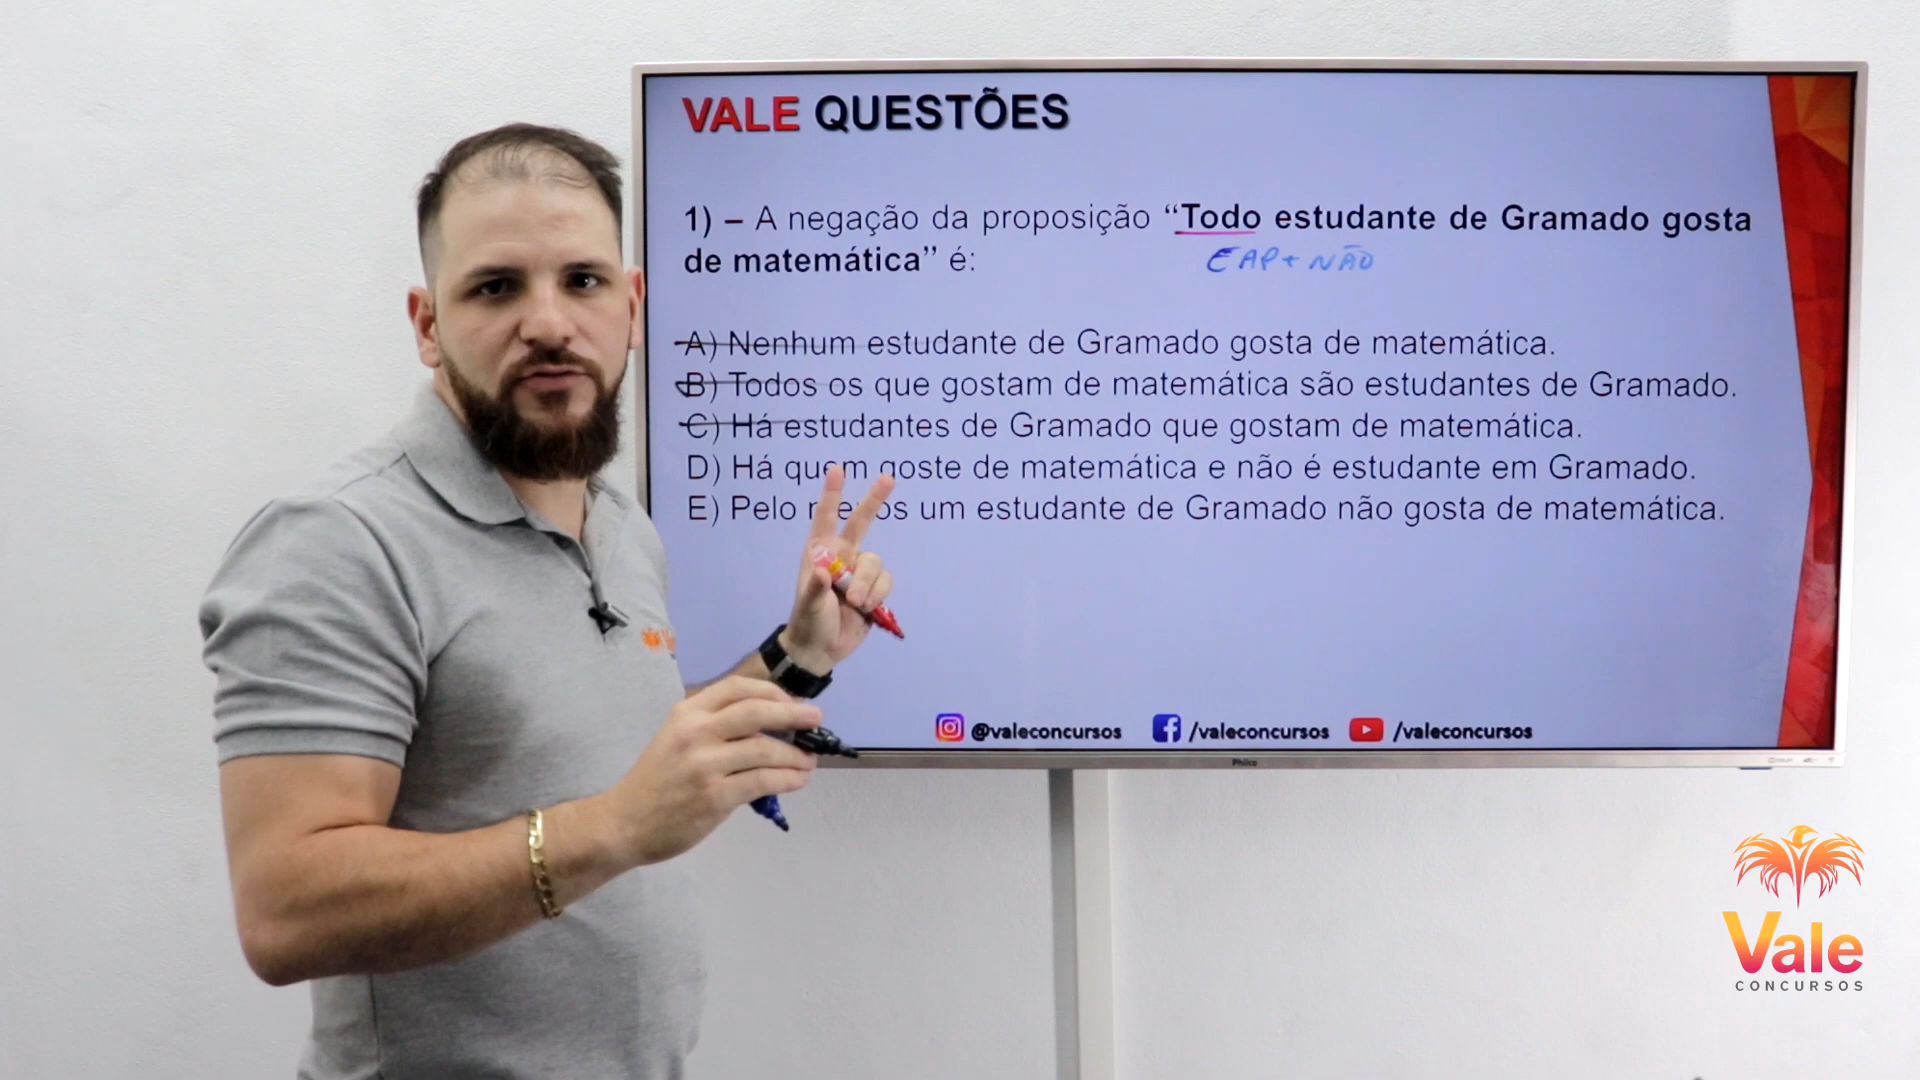 VALE QUESTÕES
1) – A negação da proposição “Todo estudante de Gramado gosta
de matemática” é:
EAP + NÃO
A) Nenhum estudante de Gramado gosta de matemática.
B) Todos os que gostam de matemática são estudantes de Gramado.
C) Há estudantes de Gramado que gostam de matemática.
D) Há quem goste de matemática e não é estudante em Gramado.
E) Pelo menos um estudante de Gramado não gosta de matemática.
@valeconcursos /valeconcursos /valeconcursos
Philco
Vale
CONCURSOS